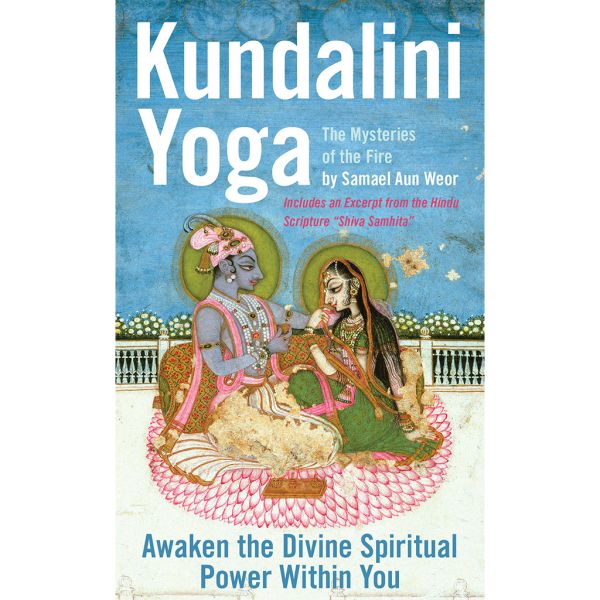 Kundalini
Yoga
The Mysteries
of the Fire
by Samael Aun Weor
Includes an Excerpt from the Hindu
Scripture "Shiva Samhita"
Awaken the Divine Spiritual
Power Within You